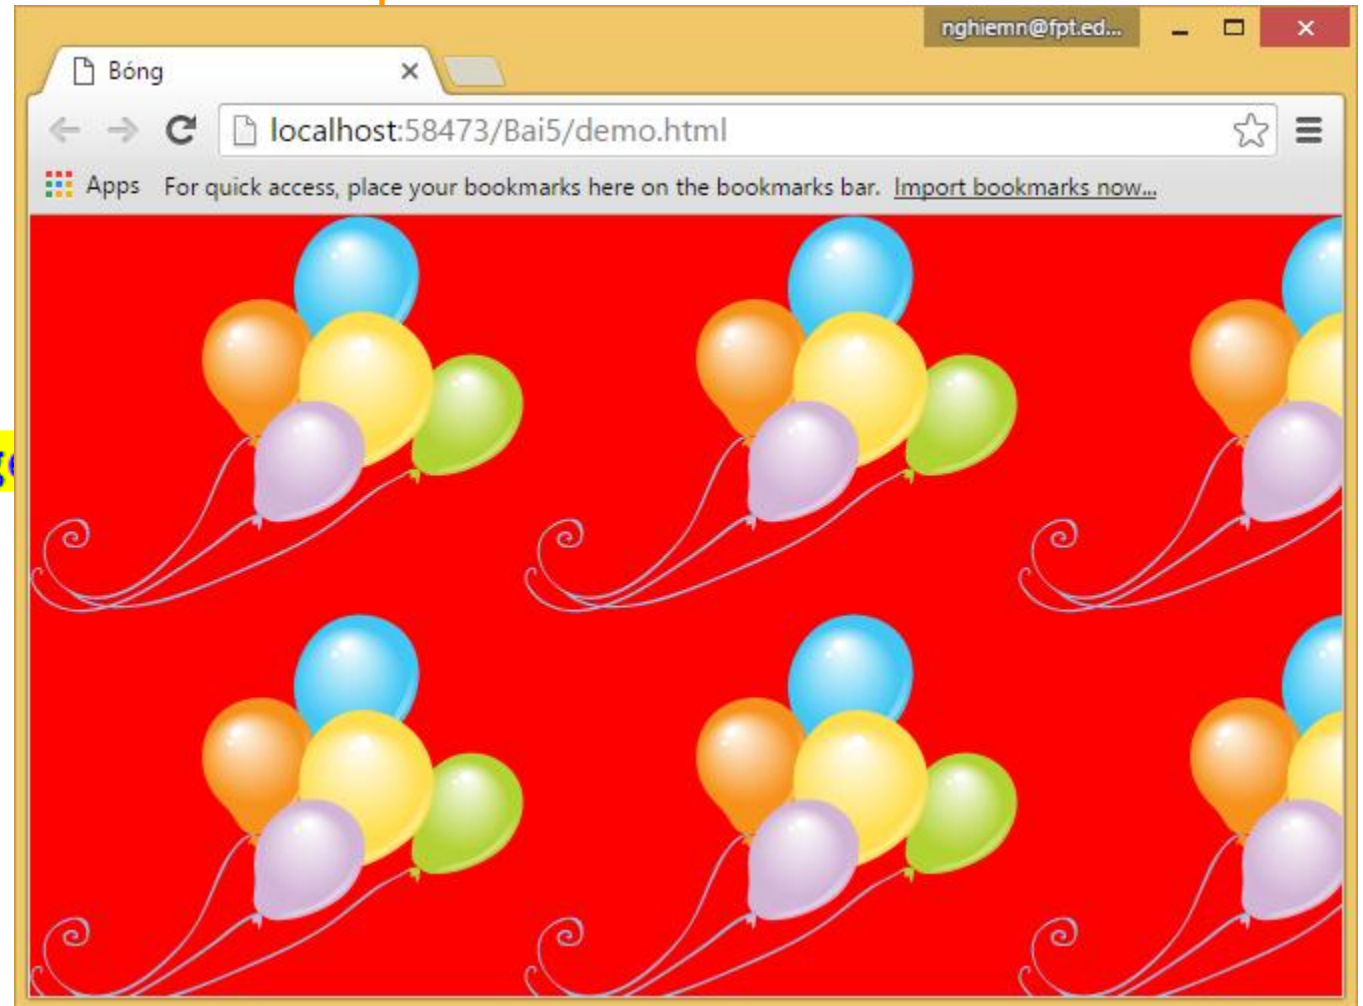 nghiemn@fpt.ed...
Bóng
localhost:58473/Bai5/demo.html
Apps For quick access, place your bookmarks here on the bookmarks bar. Import bookmarks now...